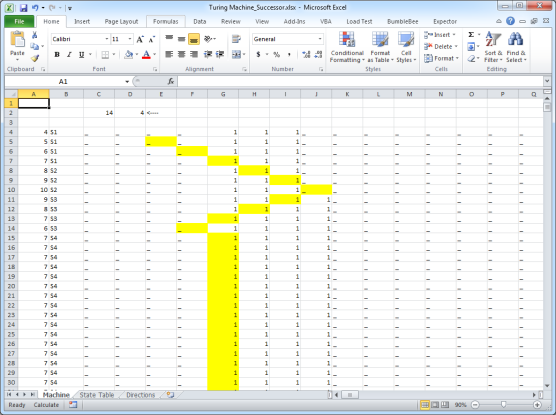 Turing Machine_Successor.xlsx - Microsoft Excel
File Home Insert Page Layout Formulas Data Review View Add-Ins VBA Load Test BumbleBee Expector
Calibri 11 General Insert
Paste Delete
Conditional Formatting Format as Table Cell Styles Format Sort & Filter Find & Select
Clipboard Font Alignment Number Styles Cells Editing
A1 fx
A B C D E F G H I J K L M N O P Q
1
2 14 4 <----
3
4 4 S1 _ _ _ _ 1 1 1 _ _ _ _ _ _ _ _
5 5 S1 _ _ _ _ 1 1 1 _ _ _ _ _ _ _ _
6 6 S1 _ _ _ _ 1 1 1 _ _ _ _ _ _ _ _
7 7 S1 _ _ _ _ 1 1 1 _ _ _ _ _ _ _ _
8 8 S2 _ _ _ _ 1 1 1 _ _ _ _ _ _ _ _
9 9 S2 _ _ _ _ 1 1 1 _ _ _ _ _ _ _ _
10 10 S2 _ _ _ _ 1 1 1 _ _ _ _ _ _ _ _
11 9 S3 _ _ _ _ 1 1 1 1 _ _ _ _ _ _ _
12 8 S3 _ _ _ _ 1 1 1 1 _ _ _ _ _ _ _
13 7 S3 _ _ _ _ 1 1 1 1 _ _ _ _ _ _ _
14 6 S3 _ _ _ _ 1 1 1 1 _ _ _ _ _ _ _
15 7 S4 _ _ _ _ 1 1 1 1 _ _ _ _ _ _ _
16 7 S4 _ _ _ _ 1 1 1 1 _ _ _ _ _ _ _
17 7 S4 _ _ _ _ 1 1 1 1 _ _ _ _ _ _ _
18 7 S4 _ _ _ _ 1 1 1 1 _ _ _ _ _ _ _
19 7 S4 _ _ _ _ 1 1 1 1 _ _ _ _ _ _ _
20 7 S4 _ _ _ _ 1 1 1 1 _ _ _ _ _ _ _
21 7 S4 _ _ _ _ 1 1 1 1 _ _ _ _ _ _ _
22 7 S4 _ _ _ _ 1 1 1 1 _ _ _ _ _ _ _
23 7 S4 _ _ _ _ 1 1 1 1 _ _ _ _ _ _ _
24 7 S4 _ _ _ _ 1 1 1 1 _ _ _ _ _ _ _
25 7 S4 _ _ _ _ 1 1 1 1 _ _ _ _ _ _ _
26 7 S4 _ _ _ _ 1 1 1 1 _ _ _ _ _ _ _
27 7 S4 _ _ _ _ 1 1 1 1 _ _ _ _ _ _ _
28 7 S4 _ _ _ _ 1 1 1 1 _ _ _ _ _ _ _
29 7 S4 _ _ _ _ 1 1 1 1 _ _ _ _ _ _ _
30 7 S4 _ _ _ _ 1 1 1 1 _ _ _ _ _ _ _
Machine State Table Directions
Ready Calculate 90%